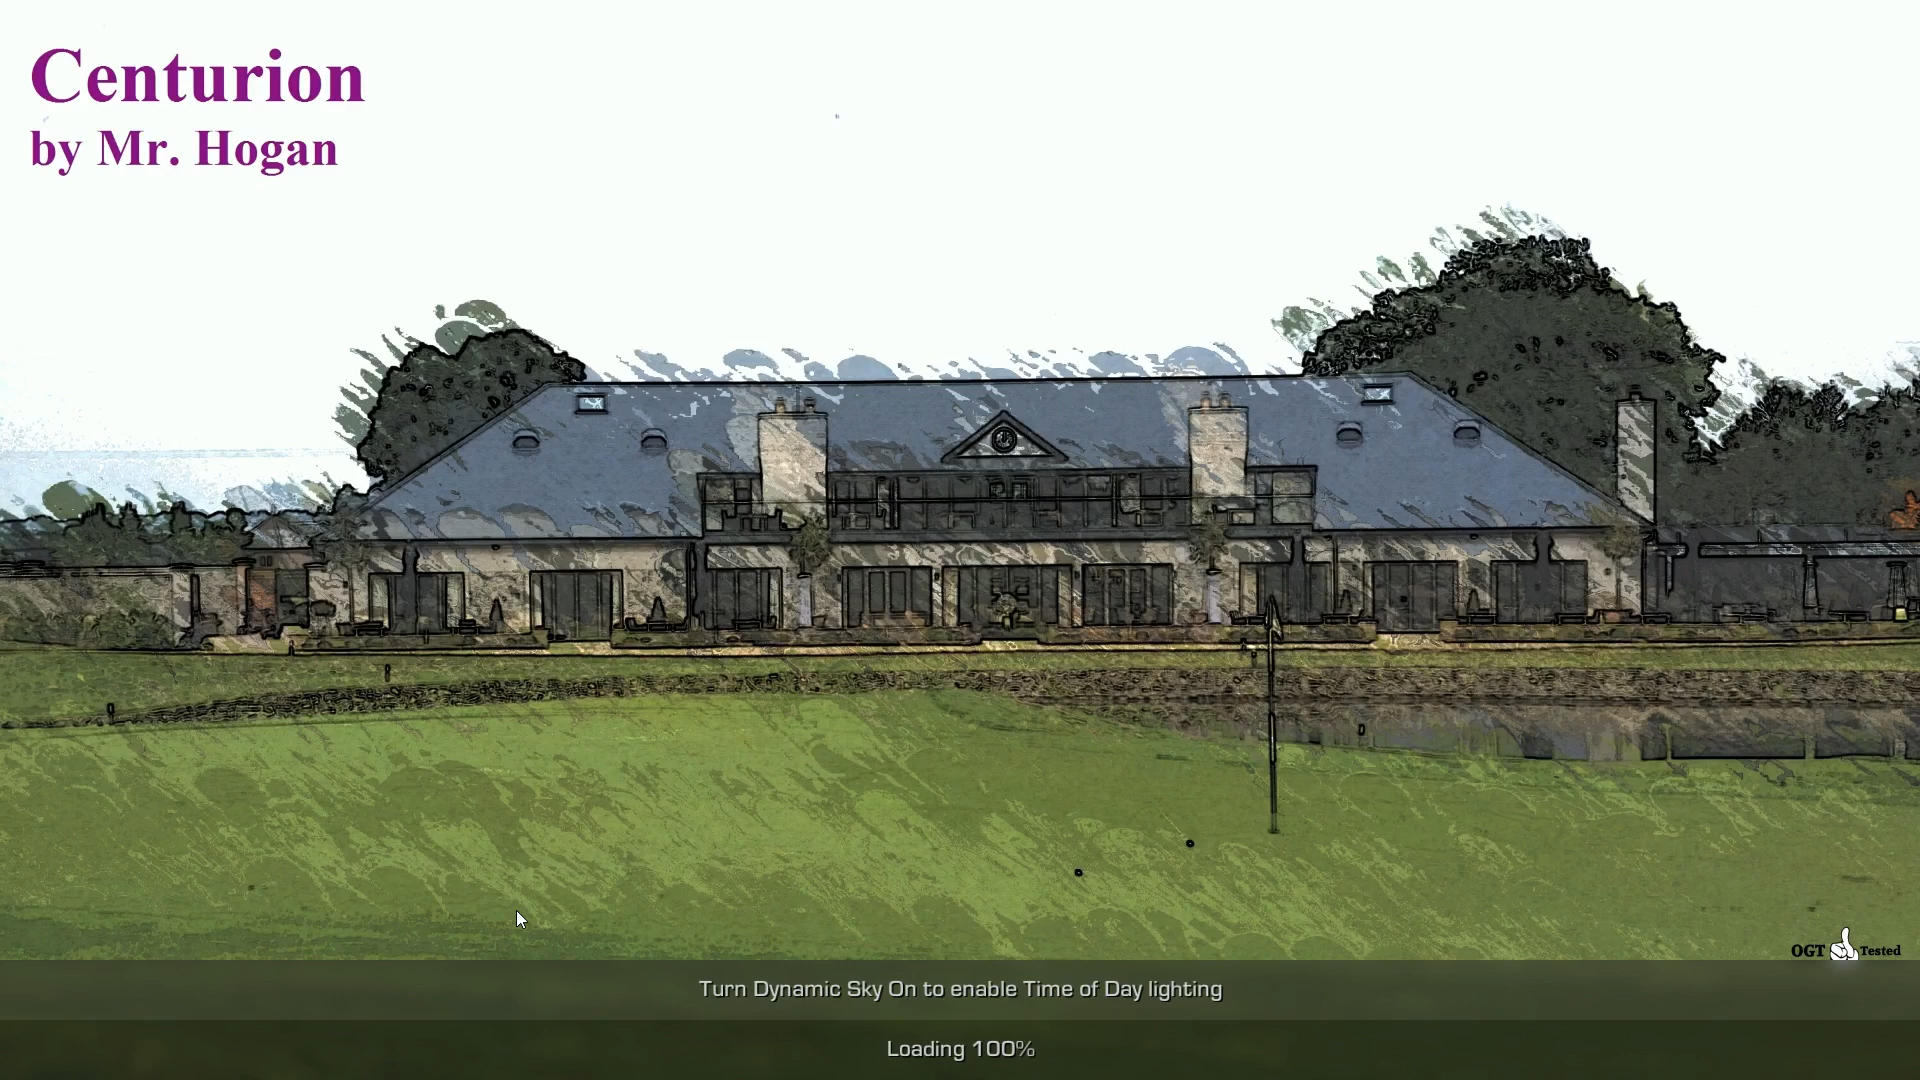 Centurion
by Mr. Hogan
OGT Tested
Turn Dynamic Sky On to enable Time of Day lighting
Loading 100%